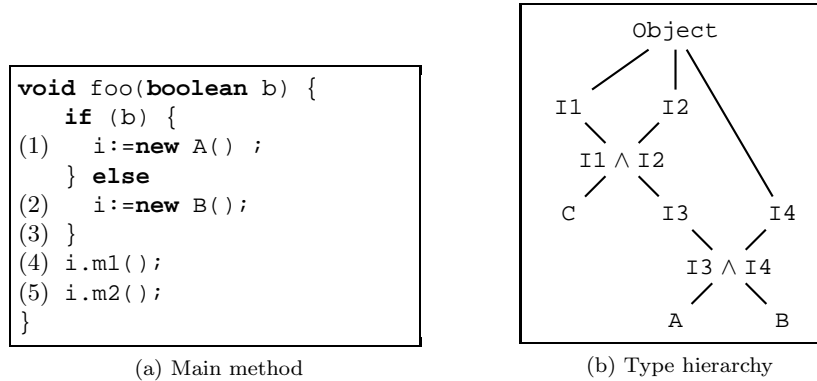 void foo(boolean b) {
if (b) {
(1) i:=new A() ;
} else
(2) i:=new B();
(3) }
(4) i.m1();
(5) i.m2();
}
(a) Main method
Object
I1 I2
I1 ∧ I2
C I3 I4
I3 ∧ I4
A B
(b) Type hierarchy